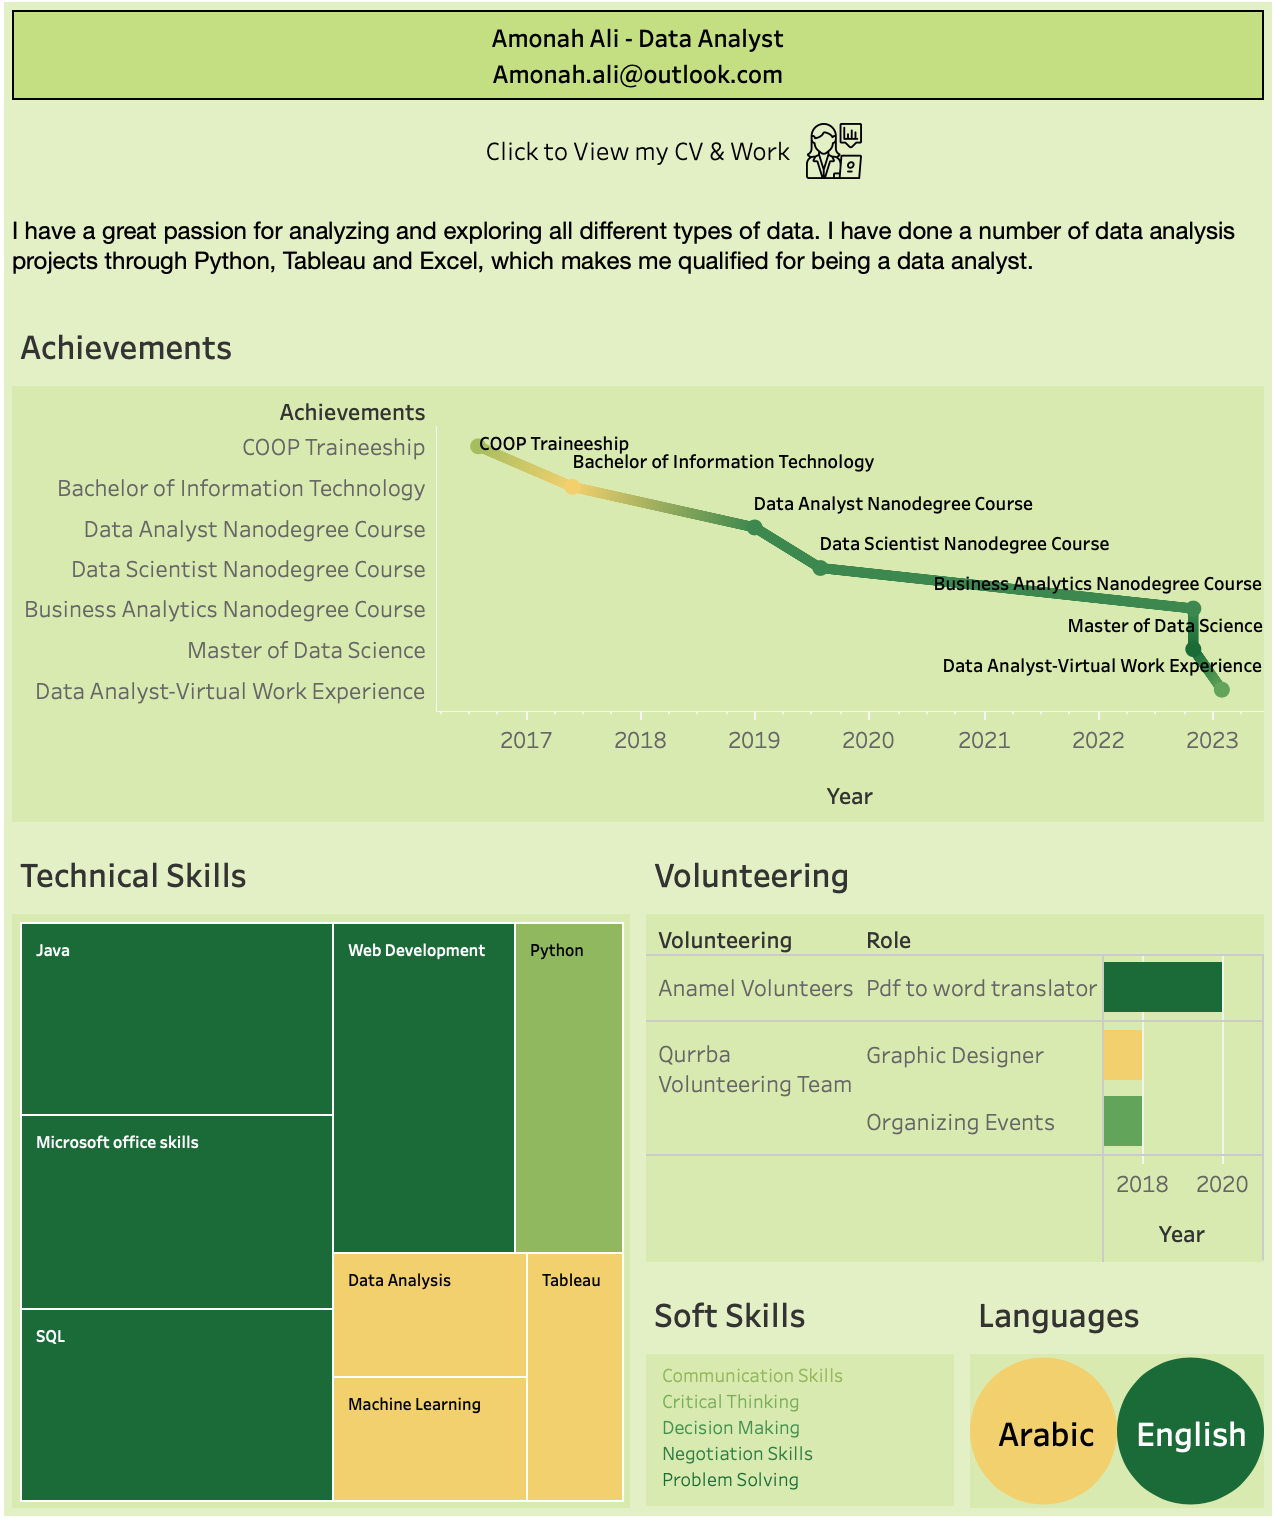 Amonah Ali - Data Analyst
Amonah.ali@outlook.com
Click to View my CV & Work
I have a great passion for analyzing and exploring all different types of data. I have done a number of data analysis
projects through Python, Tableau and Excel, which makes me qualified for being a data analyst.
Achievements
Achievements
COOP Traineeship
Bachelor of Information Technology
Data Analyst Nanodegree Course
Data Scientist Nanodegree Course
Business Analytics Nanodegree Course
Master of Data Science
Data Analyst-Virtual Work Experience
COOP Traineeship
Bachelor of Information Technology
Data Analyst Nanodegree Course
Data Scientist Nanodegree Course
Business Analytics Nanodegree Course
Master of Data Science
Data Analyst-Virtual Work Experience
2017 2018 2019 2020 2021 2022 2023
Year
Technical Skills
Java
Microsoft office skills
SQL
Web Development
Python
Data Analysis
Tableau
Machine Learning
Volunteering
Volunteering Role
Anamel Volunteers Pdf to word translator
Qurrba Graphic Designer
Volunteering Team
Organizing Events
2018 2020
Year
Soft Skills
Communication Skills
Critical Thinking
Decision Making
Negotiation Skills
Problem Solving
Languages
Arabic English